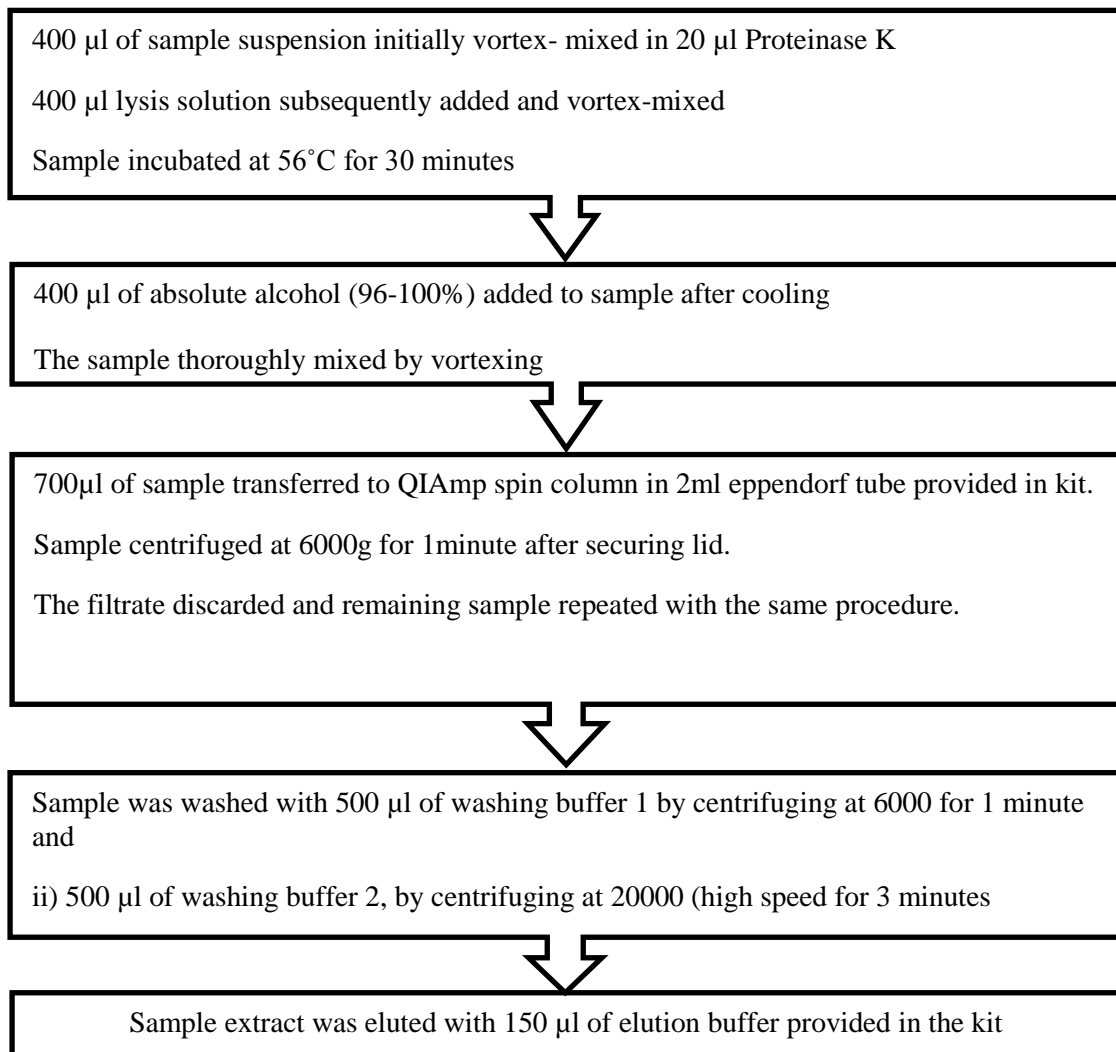 400 µl of sample suspension initially vortex- mixed in 20 µl Proteinase K
400 µl lysis solution subsequently added and vortex-mixed
Sample incubated at 56˚C for 30 minutes
400 µl of absolute alcohol (96-100%) added to sample after cooling
The sample thoroughly mixed by vortexing
700µl of sample transferred to QIAmp spin column in 2ml eppendorf tube provided in kit.
Sample centrifuged at 6000g for 1minute after securing lid.
The filtrate discarded and remaining sample repeated with the same procedure.
Sample was washed with 500 µl of washing buffer 1 by centrifuging at 6000 for 1 minute
and
ii) 500 µl of washing buffer 2, by centrifuging at 20000 (high speed for 3 minutes
Sample extract was eluted with 150 µl of elution buffer provided in the kit